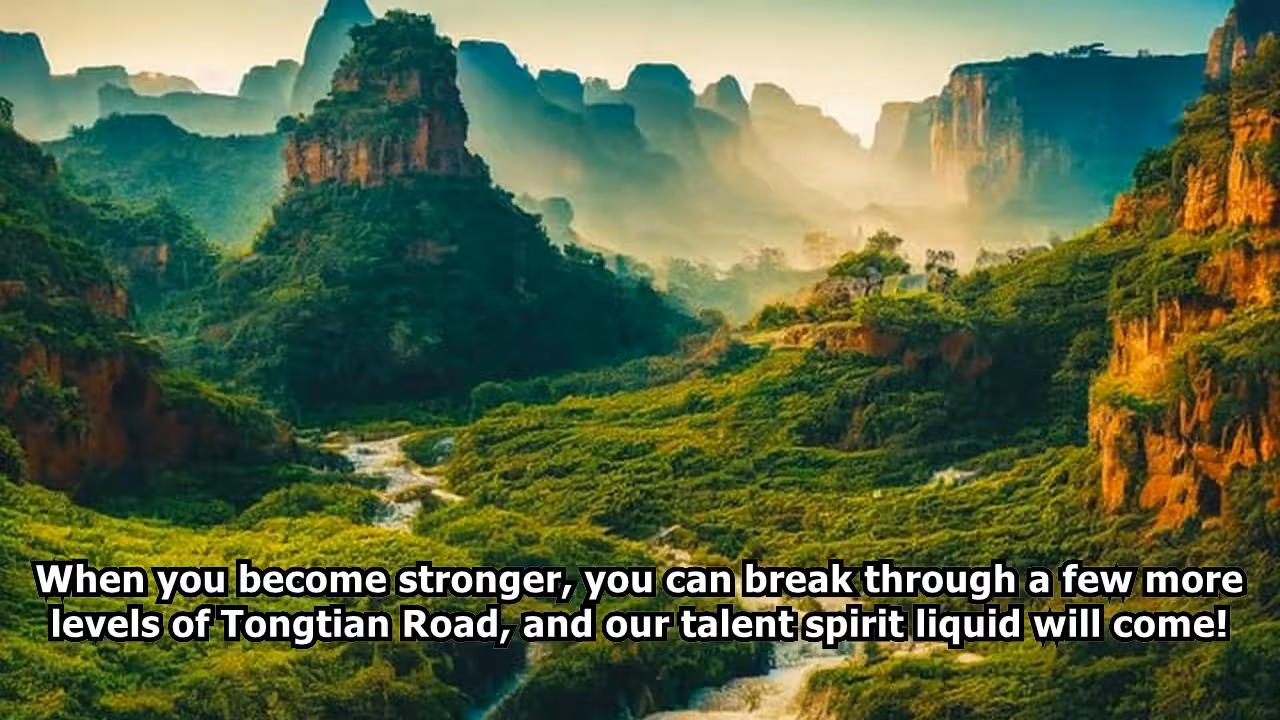 When you become stronger, you can break through a few more
levels of Tongtian Road, and our talent spirit liquid will come!